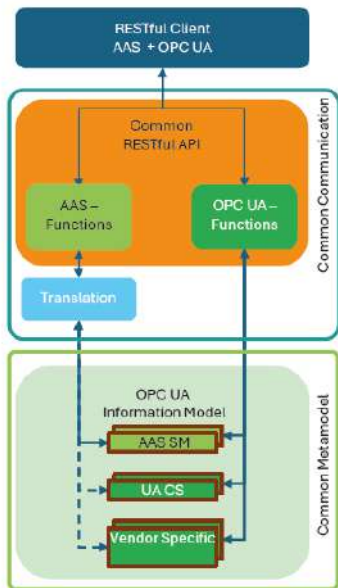 RESTful Client
AAS + OPC UA
Common
RESTful API
AAS –
Functions
OPC UA –
Functions
Translation
Common Communication
OPC UA
Information Model
AAS SM
UA CS
Vendor Specific
Common Metamodel